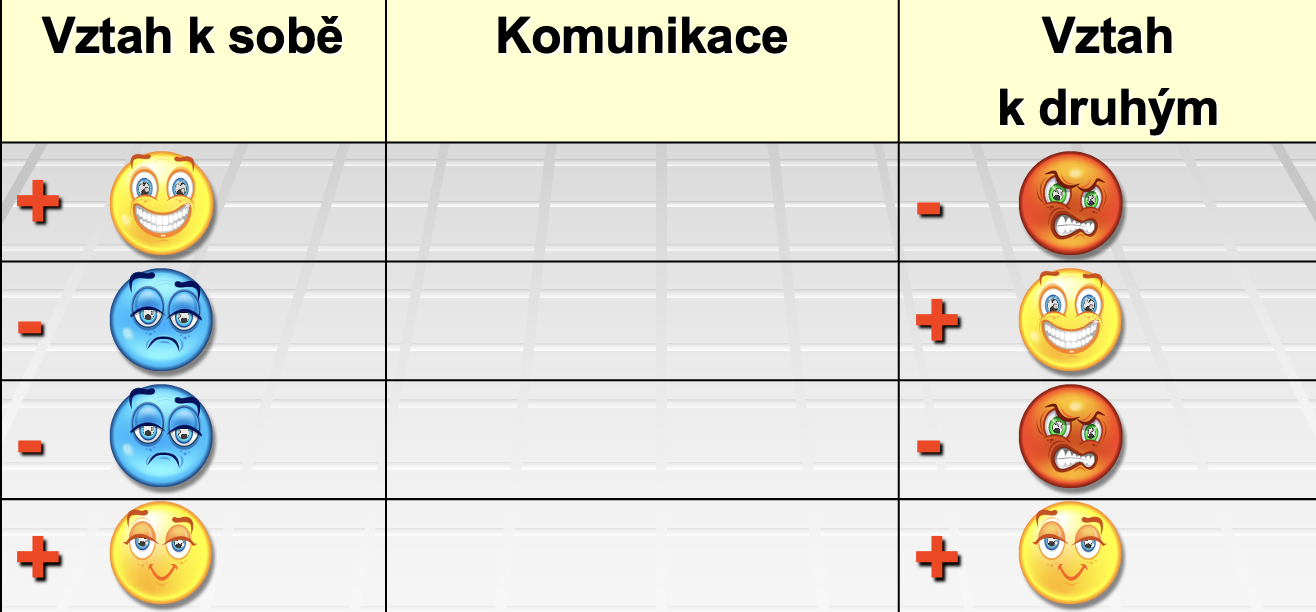 Vztah k sobě
Komunikace
Vztah
k druhým
+
-
-
+
-
-
+
+